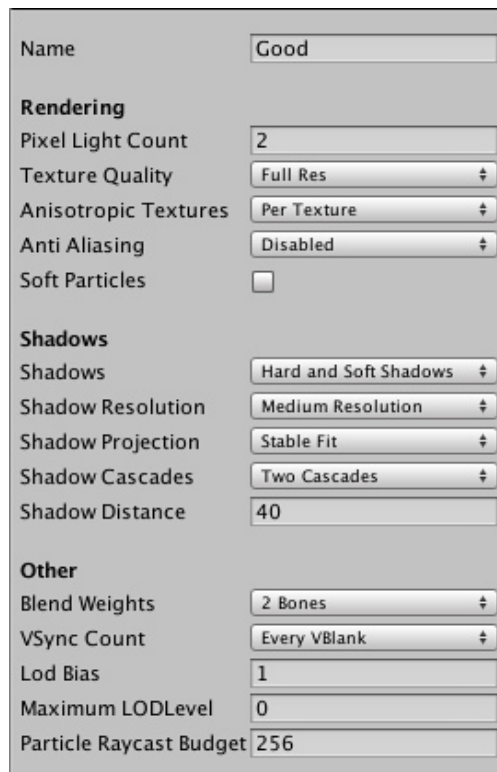 Name Good
Rendering
Pixel Light Count 2
Texture Quality Full Res
Anisotropic Textures Per Texture
Anti Aliasing Disabled
Soft Particles
Shadows
Shadows Hard and Soft Shadows
Shadow Resolution Medium Resolution
Shadow Projection Stable Fit
Shadow Cascades Two Cascades
Shadow Distance 40
Other
Blend Weights 2 Bones
VSync Count Every VBlank
Lod Bias 1
Maximum LODLevel 0
Particle Raycast Budget 256